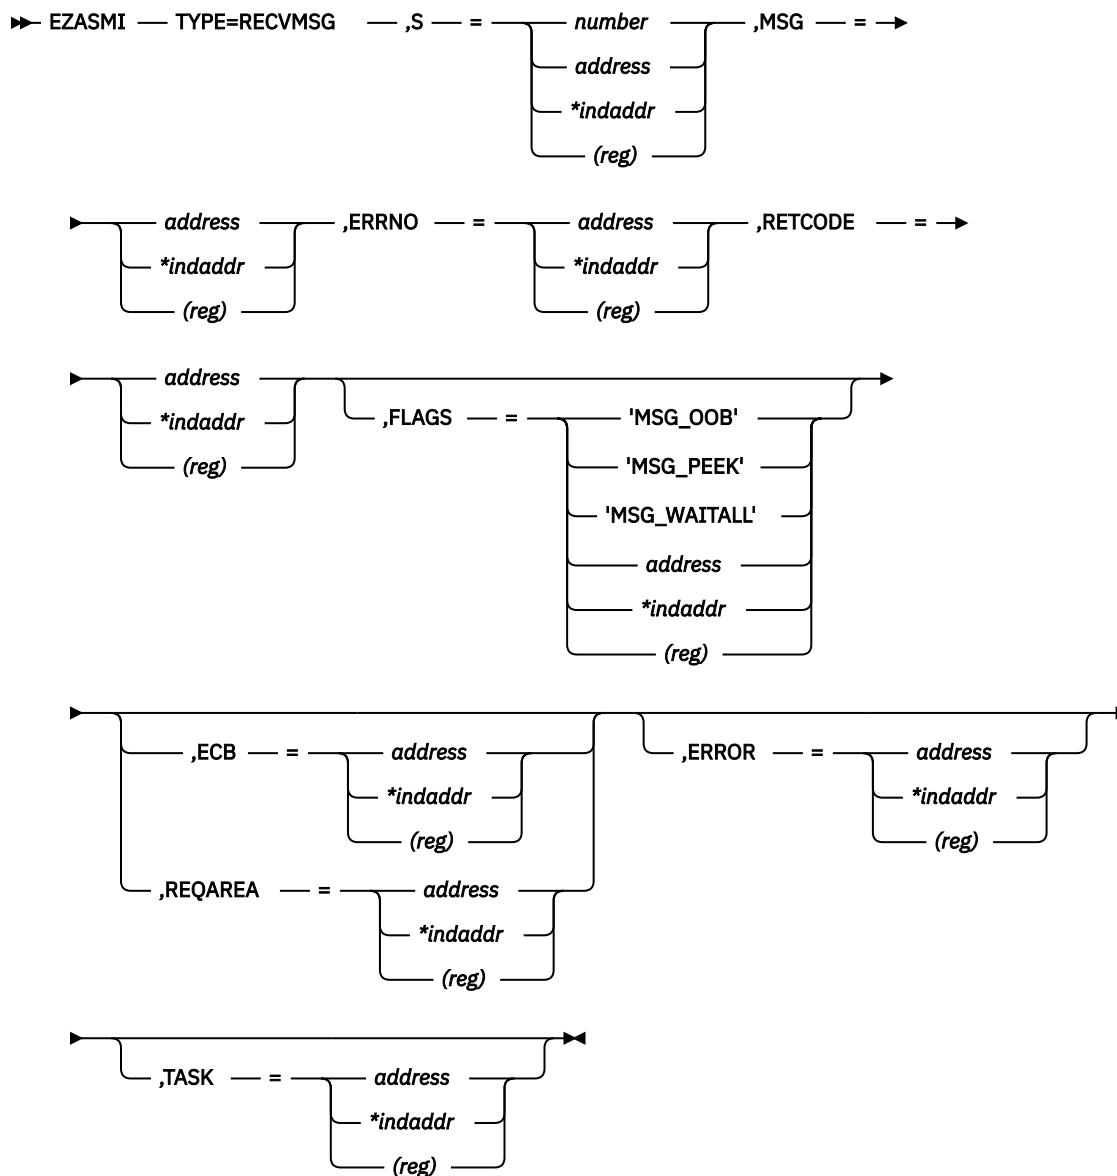 EZASMI TYPE=RECVMSG ,S = number ,MSG =
address
*indaddr
(reg)
address ,ERRNO = address ,RETCODE =
*indaddr *indaddr
(reg) (reg)
address
*indaddr
(reg)
,FLAGS = 'MSG_OOB'
'MSG_PEEK'
'MSG_WAITALL'
address
*indaddr
(reg)
,ECB = address ,ERROR = address
*indaddr *indaddr
(reg) (reg)
,REQAREA = address
*indaddr
(reg)
,TASK = address
*indaddr
(reg)